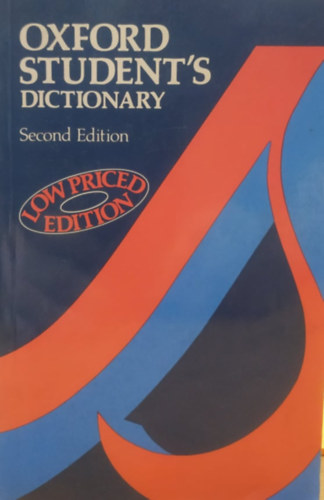 OXFORD
STUDENT'S
DICTIONARY
Second Edition
LOW PRICED
EDITION